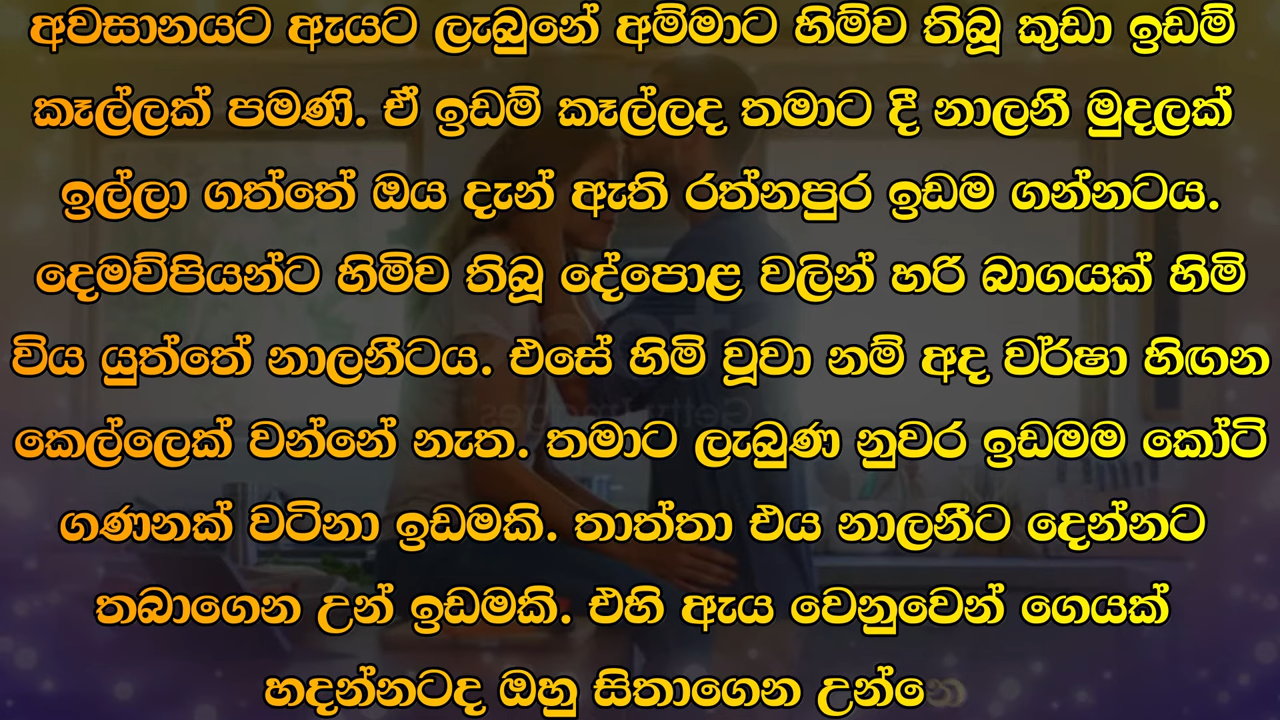 අවසානයට ඇයට ලැබුනේ අම්මාට හිම්ව තිබූ කුඩා ඉඩම්
කෑල්ලක් පමණි. ඒ ඉඩම් කෑල්ලද තමාට දී නාලනී මුදලක්
ඉල්ලා ගත්තේ ඔය දැන් ඇති රත්නපුර ඉඩම ගන්නටය.
දෙමව්පියන්ට හිමිව තිබූ දේපොළ වලින් හරි බාගයක් හිමි
විය යුත්තේ නාලනීටය. එසේ හිමි වූවා නම් අද වර්ෂා හිඟන
කෙල්ලෙක් වන්නේ නැත. තමාට ලැබුණ නුවර ඉඩමම කෝටි
ගණනක් වටිනා ඉඩමකි. තාත්තා එය නාලනීට දෙන්නට
තබාගෙන උන් ඉඩමකි. එහි ඇය වෙනුවෙන් ගෙයක්
හදන්නටද ඔහු සිතාගෙන උන්නෙ